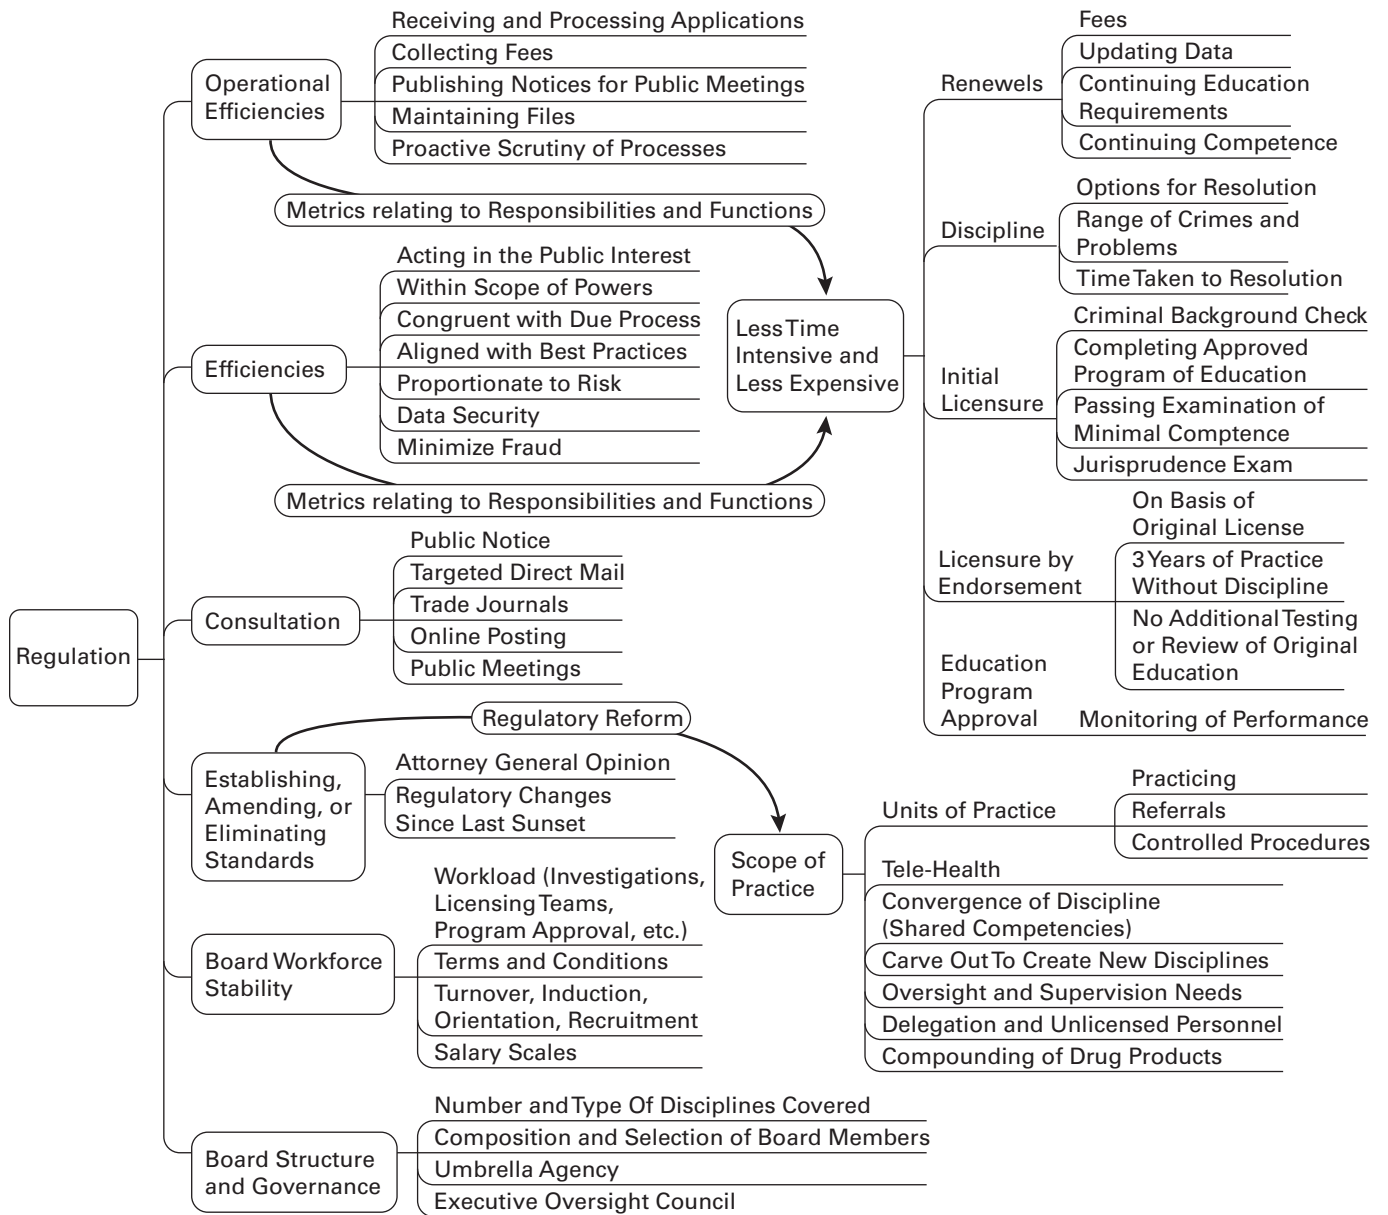 Regulation
Operational
Efficiencies
Receiving and Processing Applications
Collecting Fees
Publishing Notices for Public Meetings
Maintaining Files
Proactive Scrutiny of Processes
Metrics relating to Responsibilities and Functions
Efficiencies
Acting in the Public Interest
Within Scope of Powers
Congruent with Due Process
Aligned with Best Practices
Proportionate to Risk
Data Security
Minimize Fraud
Metrics relating to Responsibilities and Functions
Less Time
Intensive and
Less Expensive
Renewels
Fees
Updating Data
Continuing Education
Requirements
Continuing Competence
Discipline
Options for Resolution
Range of Crimes and
Problems
Time Taken to Resolution
Initial
Licensure
Criminal Background Check
Completing Approved
Program of Education
Passing Examination of
Minimal Comptence
Jurisprudence Exam
Licensure by
Endorsement
On Basis of
Original License
3 Years of Practice
Without Discipline
No Additional Testing
or Review of Original
Education
Education
Program
Approval
Monitoring of Performance
Consultation
Public Notice
Targeted Direct Mail
Trade Journals
Online Posting
Public Meetings
Establishing,
Amending, or
Eliminating
Standards
Regulatory Reform
Attorney General Opinion
Regulatory Changes
Since Last Sunset
Scope of
Practice
Units of Practice
Practicing
Referrals
Controlled Procedures
Tele-Health
Convergence of Discipline
(Shared Competencies)
Carve Out To Create New Disciplines
Oversight and Supervision Needs
Delegation and Unlicensed Personnel
Compounding of Drug Products
Board Workforce
Stability
Workload (Investigations,
Licensing Teams,
Program Approval, etc.)
Terms and Conditions
Turnover, Induction,
Orientation, Recruitment
Salary Scales
Board Structure
and Governance
Number and Type Of Disciplines Covered
Composition and Selection of Board Members
Umbrella Agency
Executive Oversight Council